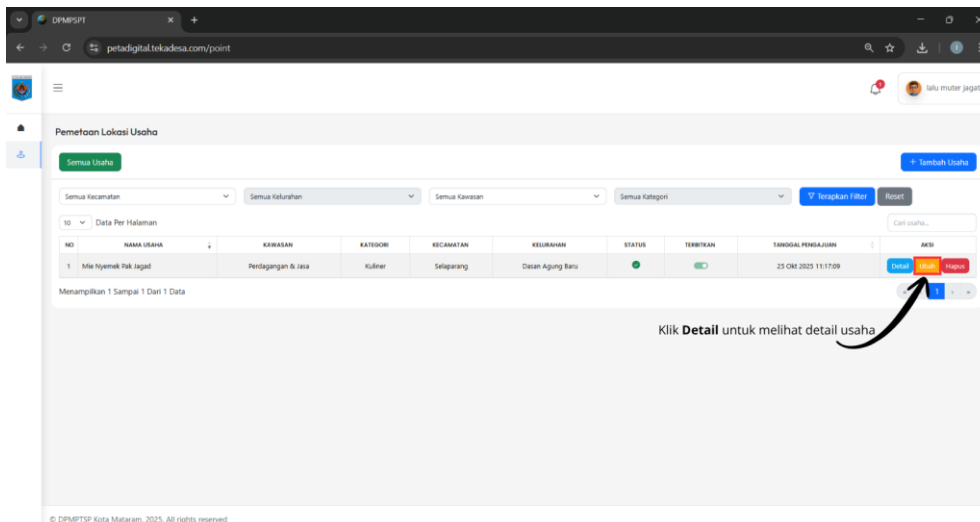 DPMPSPT
petadigital.tekadesa.com/point
lalu muter jagat
Pemetaan Lokasi Usaha
Semua Usaha
+ Tambah Usaha
Semua Kecamatan
Semua Kelurahan
Semua Kawasan
Semua Kategori
Terapkan Filter
Reset
10 Data Per Halaman
Cari usaha...
NO NAMA USAHA KAWASAN KATEGORI KECAMATAN KELURAHAN STATUS TERBITKAN TANGGAL PENGAJUAN AKSI
1 Mie Nyemek Pak Jagad Perdagangan & Jasa Kuliner Selaparang Dasan Agung Baru 25 Okt 2025 11:17:09 Detail Ubah Hapus
Menampilkan 1 Sampai 1 Dari 1 Data
« 1 › »
Klik Detail untuk melihat detail usaha
© DPMPTSP Kota Mataram, 2025. All rights reserved